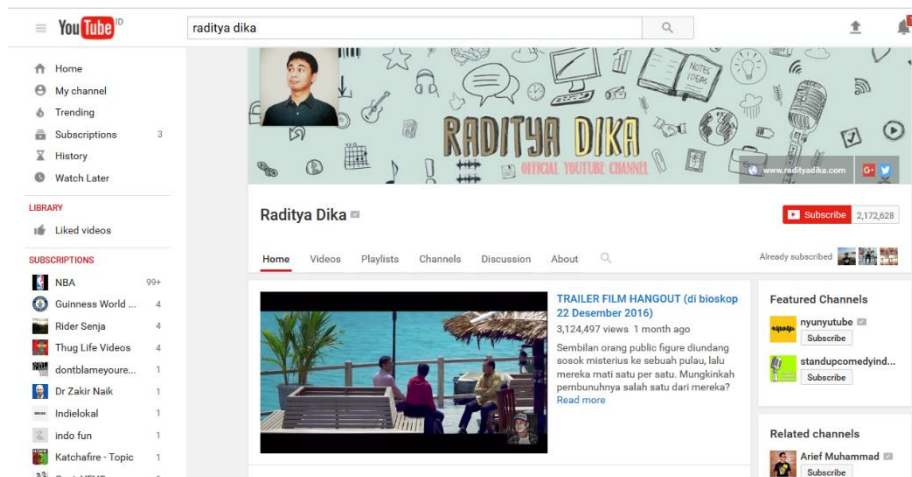 YouTube ID
raditya dika
Home
My channel
Trending
Subscriptions 3
History
Watch Later
LIBRARY
Liked videos
SUBSCRIPTIONS
NBA 99+
Guinness World ... 4
Rider Senja 4
Thug Life Videos 4
dontblameyoure... 1
Dr Zakir Naik 1
Indielokal 1
indo fun 1
Katchafire - Topic 1
NOTES
IDEAS
RADITYA DIKA
OFFICIAL YOUTUBE CHANNEL
www.radityadika.com G+
Raditya Dika
Subscribe 2,172,628
Home Videos Playlists Channels Discussion About
Already subscribed
TRAILER FILM HANGOUT (di bioskop
22 Desember 2016)
3,124,497 views 1 month ago
Sembilan orang public figure diundang
sosok misterius ke sebuah pulau, lalu
mereka mati satu per satu. Mungkinkah
pembunuhnya salah satu dari mereka?
Read more
Featured Channels
nyunyutube
Subscribe
standupcomedyind...
Subscribe
Related channels
Arief Muhammad
Subscribe